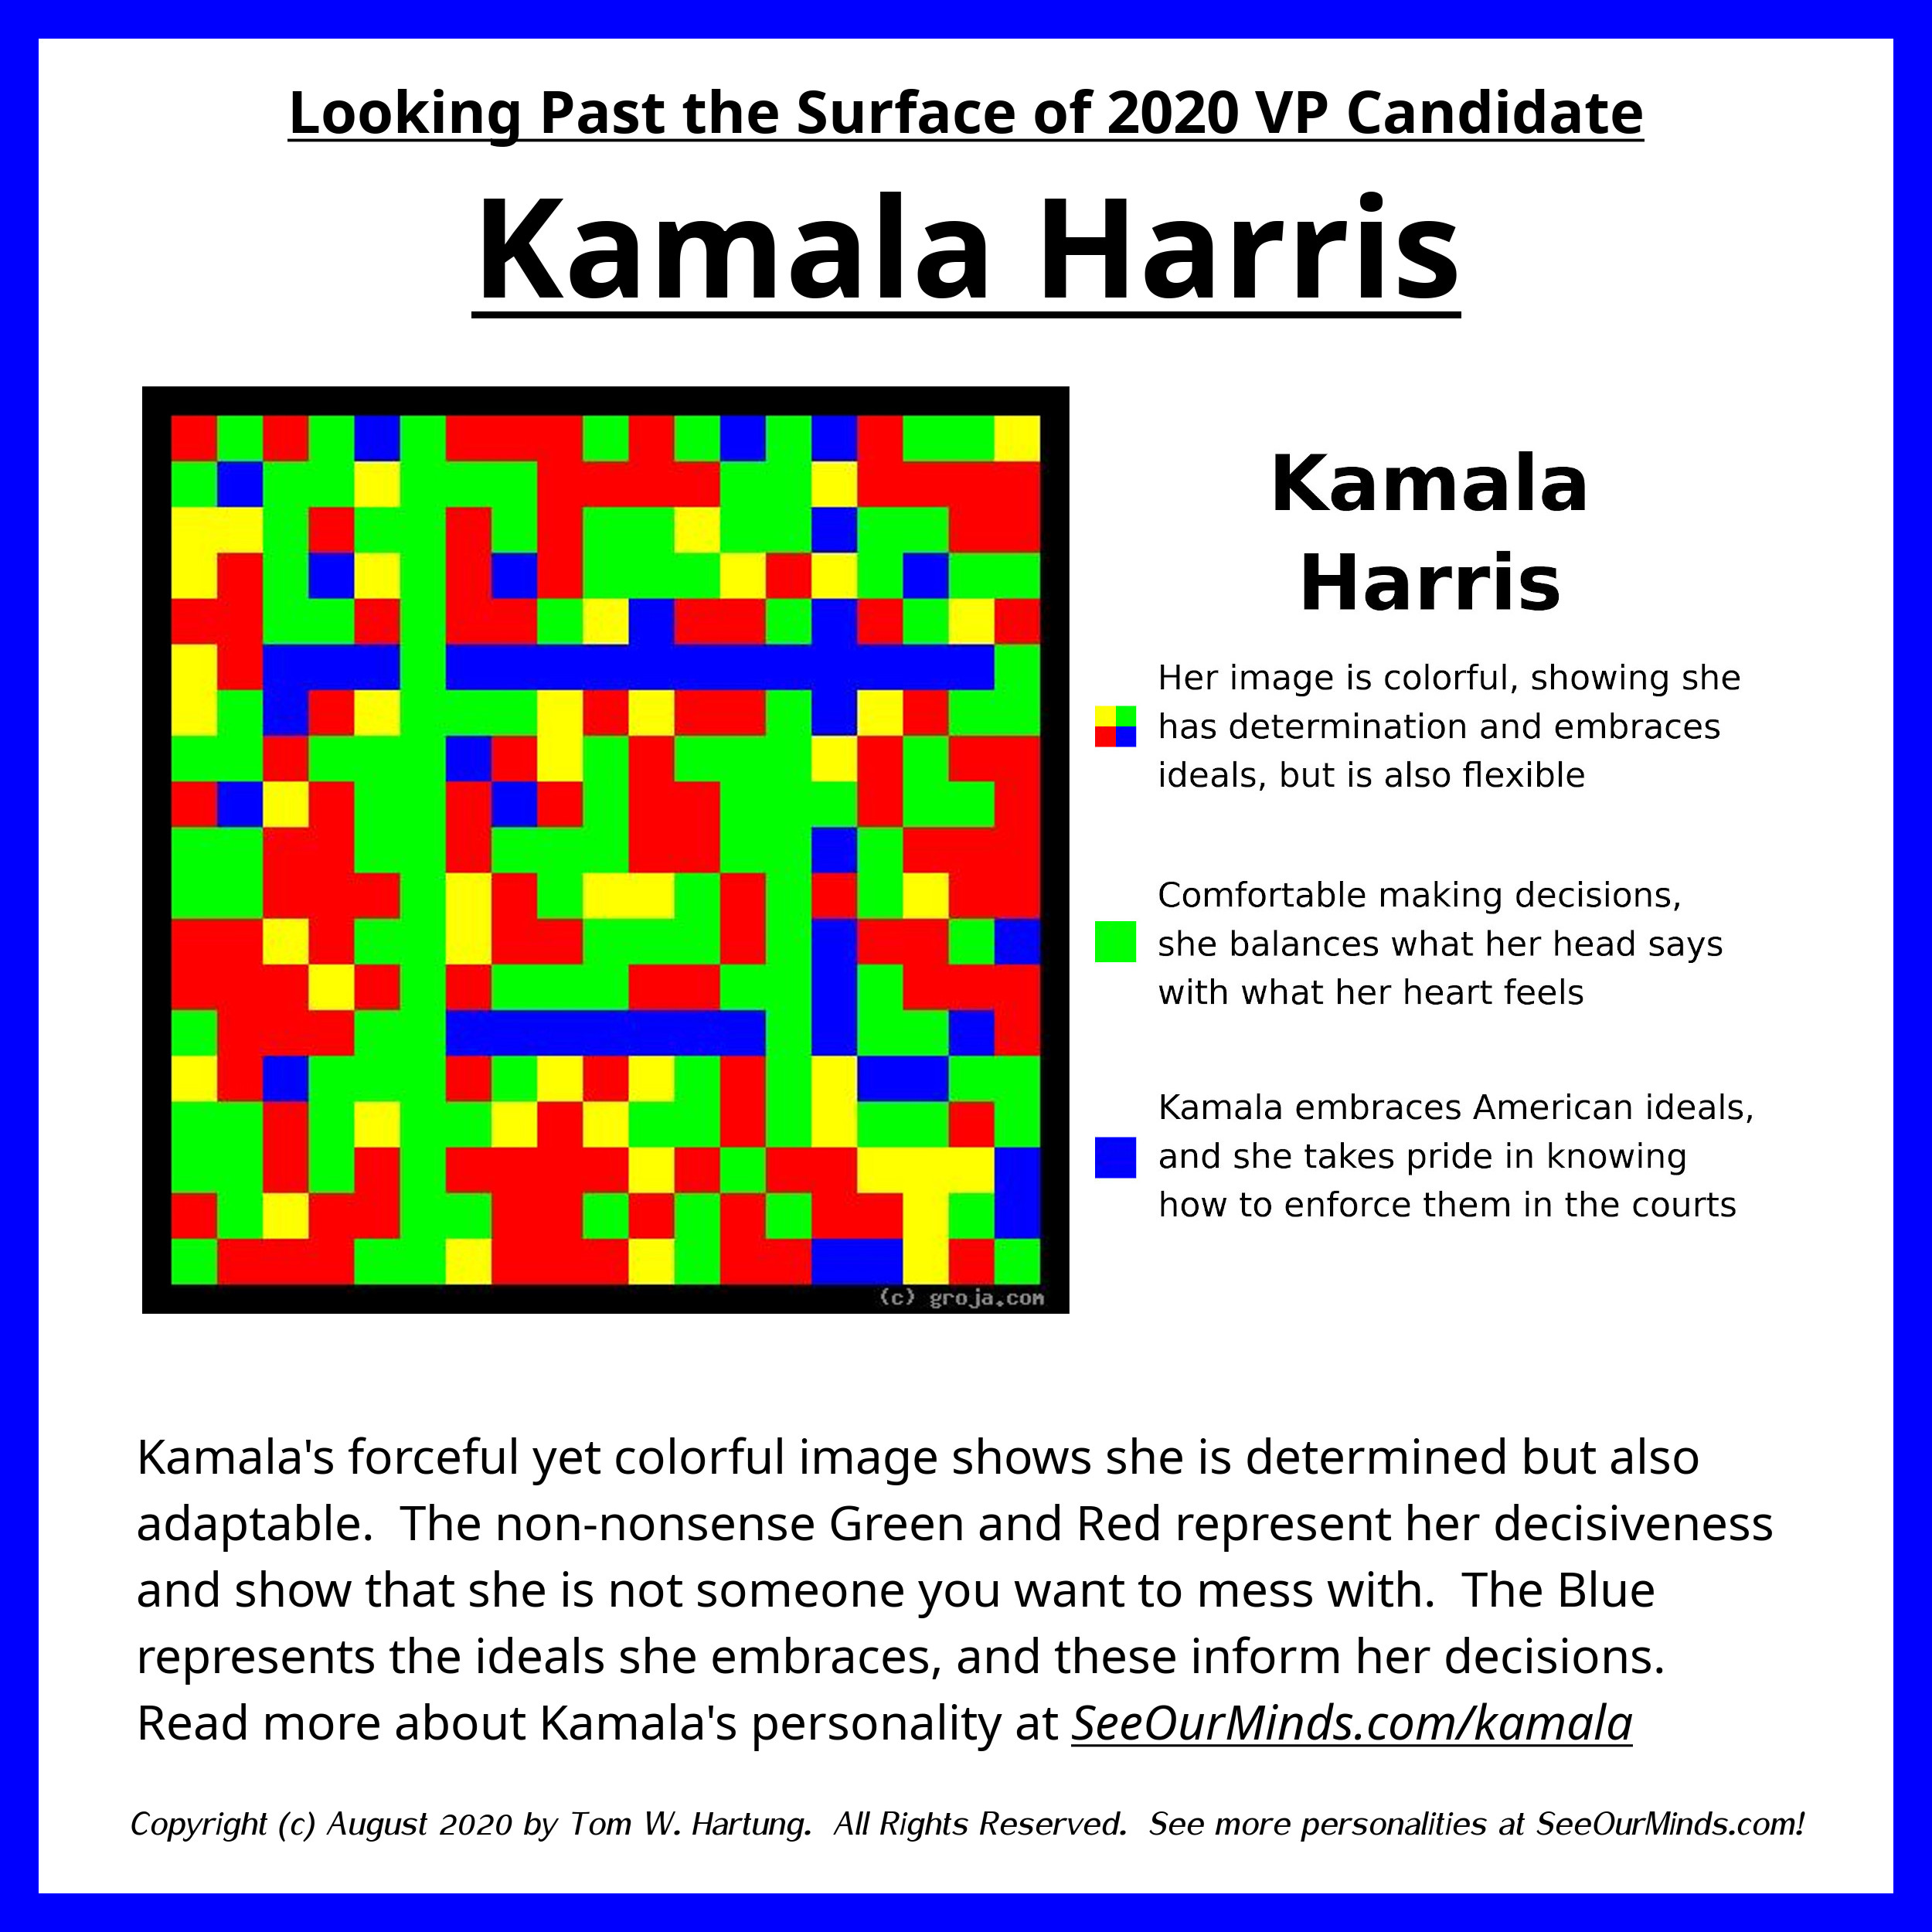 Looking Past the Surface of 2020 VP Candidate
Kamala Harris
Kamala
Harris
Her image is colorful, showing she
has determination and embraces
ideals, but is also flexible
Comfortable making decisions,
she balances what her head says
with what her heart feels
Kamala embraces American ideals,
and she takes pride in knowing
how to enforce them in the courts
(c) groja.com
Kamala's forceful yet colorful image shows she is determined but also
adaptable.  The non-nonsense Green and Red represent her decisiveness
and show that she is not someone you want to mess with.  The Blue
represents the ideals she embraces, and these inform her decisions.
Read more about Kamala's personality at SeeOurMinds.com/kamala
Copyright (c) August 2020 by Tom W. Hartung.  All Rights Reserved.  See more personalities at SeeOurMinds.com!